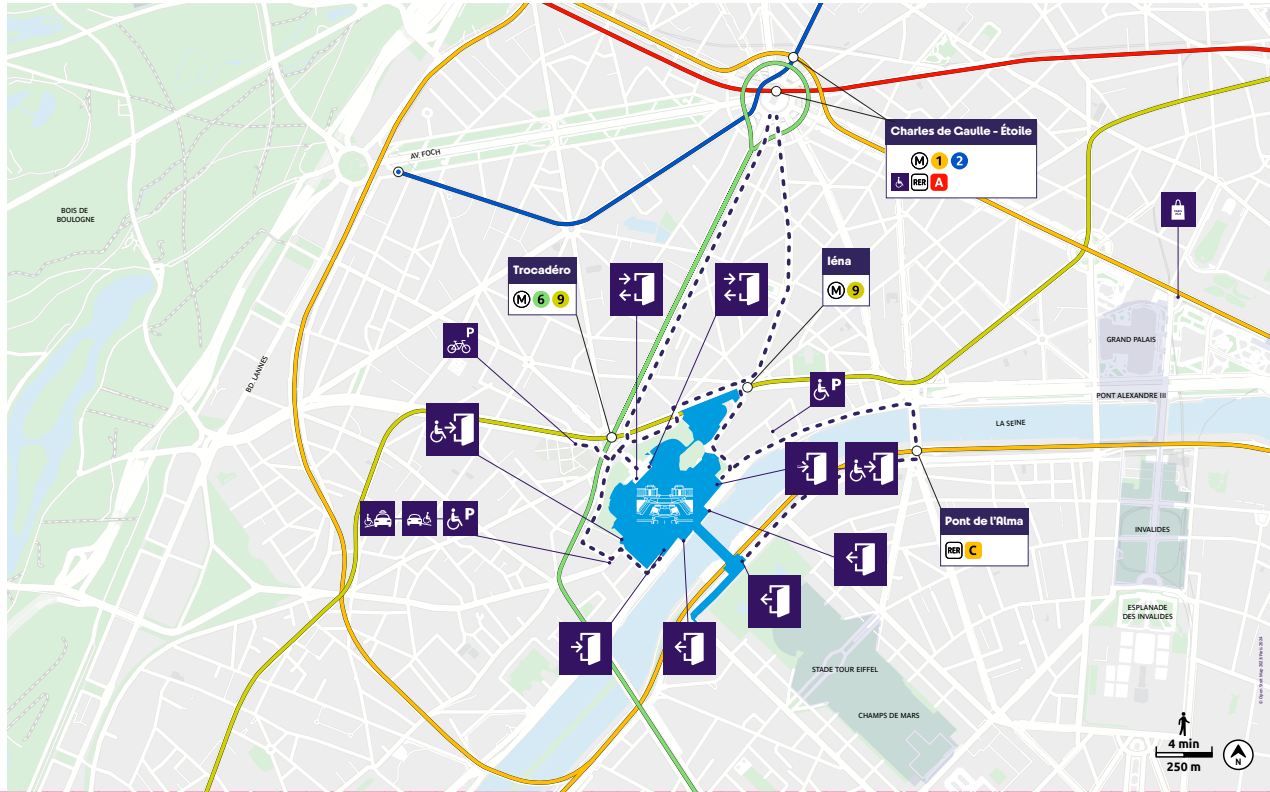 Charles de Gaulle - Étoile
M 1 2
RER A
AV. FOCH
BOIS DE
BOULOGNE
Trocadéro
M 6 9
Iéna
M 9
P
BD. LANNES
GRAND PALAIS
P
PONT ALEXANDRE III
LA SEINE
P
Pont de l'Alma
RER C
INVALIDES
ESPLANADE
DES INVALIDES
STADE TOUR EIFFEL
CHAMPS DE MARS
4 min
250 m
N